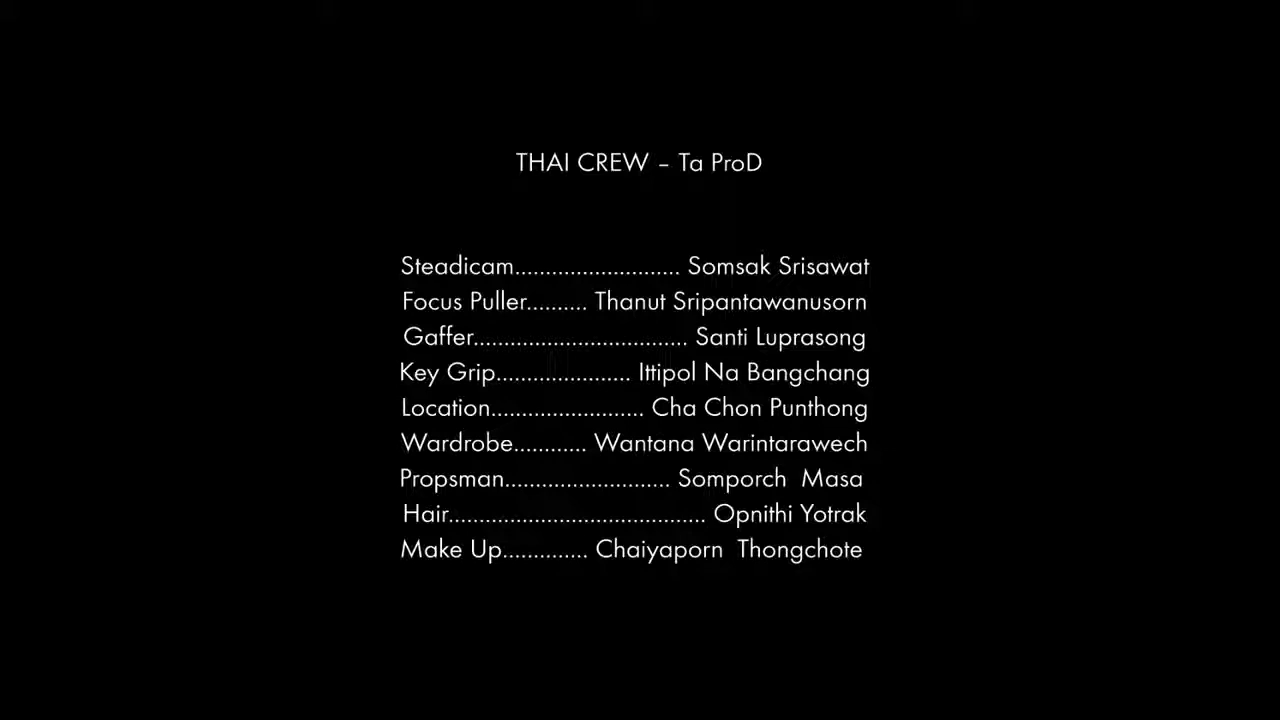 THAI CREW – Ta ProD
Steadicam........................... Somsak Srisawat
Focus Puller.......... Thanut Sripantawanusorn
Gaffer................................... Santi Luprasong
Key Grip...................... Ittipol Na Bangchang
Location......................... Cha Chon Punthong
Wardrobe............ Wantana Warintarawech
Propsman........................... Somporch Masa
Hair.......................................... Opnithi Yotrak
Make Up.............. Chaiyaporn Thongchote